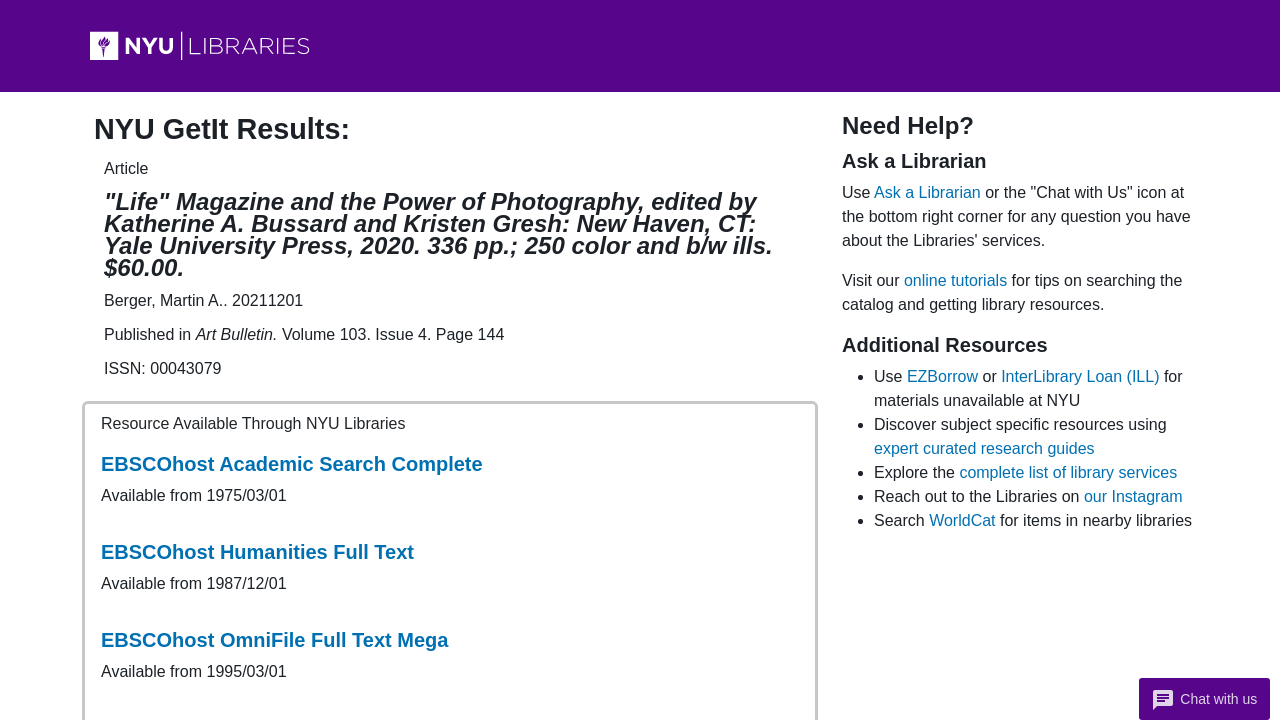 NYU LIBRARIES
NYU GetIt Results:
Article
"Life" Magazine and the Power of Photography, edited by
Katherine A. Bussard and Kristen Gresh: New Haven, CT:
Yale University Press, 2020. 336 pp.; 250 color and b/w ills.
$60.00.
Berger, Martin A.. 20211201
Published in Art Bulletin. Volume 103. Issue 4. Page 144
ISSN: 00043079
Resource Available Through NYU Libraries
EBSCOhost Academic Search Complete
Available from 1975/03/01
EBSCOhost Humanities Full Text
Available from 1987/12/01
EBSCOhost OmniFile Full Text Mega
Available from 1995/03/01
Need Help?
Ask a Librarian
Use Ask a Librarian or the "Chat with Us" icon at
the bottom right corner for any question you have
about the Libraries' services.
Visit our online tutorials for tips on searching the
catalog and getting library resources.
Additional Resources
• Use EZBorrow or InterLibrary Loan (ILL) for
materials unavailable at NYU
• Discover subject specific resources using
expert curated research guides
• Explore the complete list of library services
• Reach out to the Libraries on our Instagram
• Search WorldCat for items in nearby libraries
Chat with us